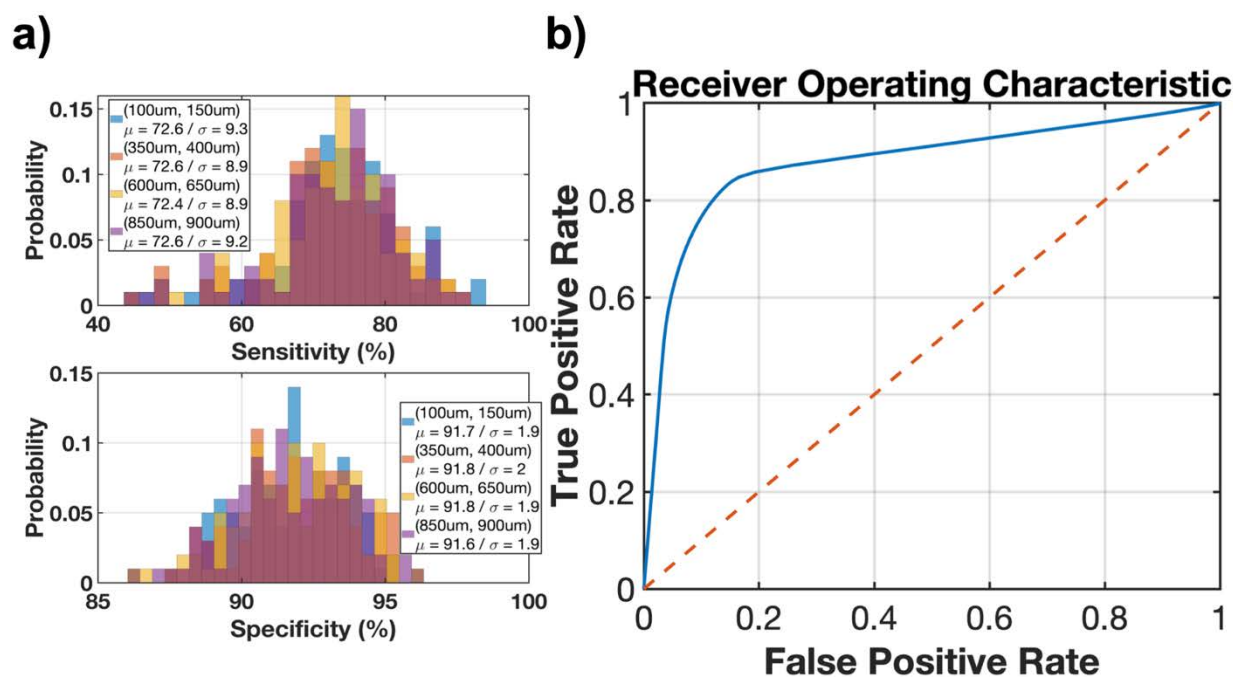 a)
0.15
0.1
0.05
0
Probability
(100um, 150um)
μ = 72.6 / σ = 9.3
(350um, 400um)
μ = 72.6 / σ = 8.9
(600um, 650um)
μ = 72.4 / σ = 8.9
(850um, 900um)
μ = 72.6 / σ = 9.2
40 60 80 100
Sensitivity (%)
0.15
0.1
0.05
0
Probability
(100um, 150um)
μ = 91.7 / σ = 1.9
(350um, 400um)
μ = 91.8 / σ = 2
(600um, 650um)
μ = 91.8 / σ = 1.9
(850um, 900um)
μ = 91.6 / σ = 1.9
85 90 95 100
Specificity (%)
b)
Receiver Operating Characteristic
1
0.8
0.6
0.4
0.2
0
True Positive Rate
0 0.2 0.4 0.6 0.8 1
False Positive Rate